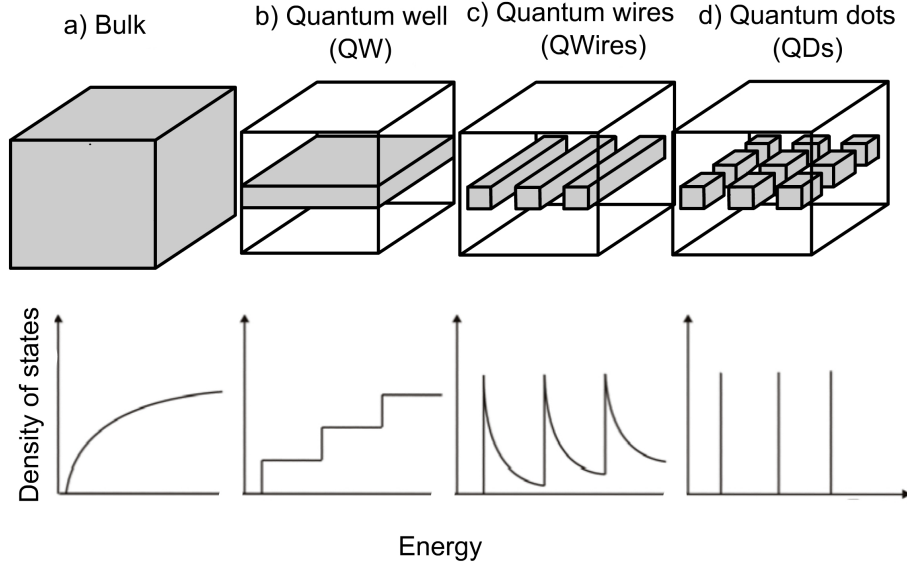 a) Bulk
b) Quantum well
(QW)
c) Quantum wires
(QWires)
d) Quantum dots
(QDs)
Density of states
Energy